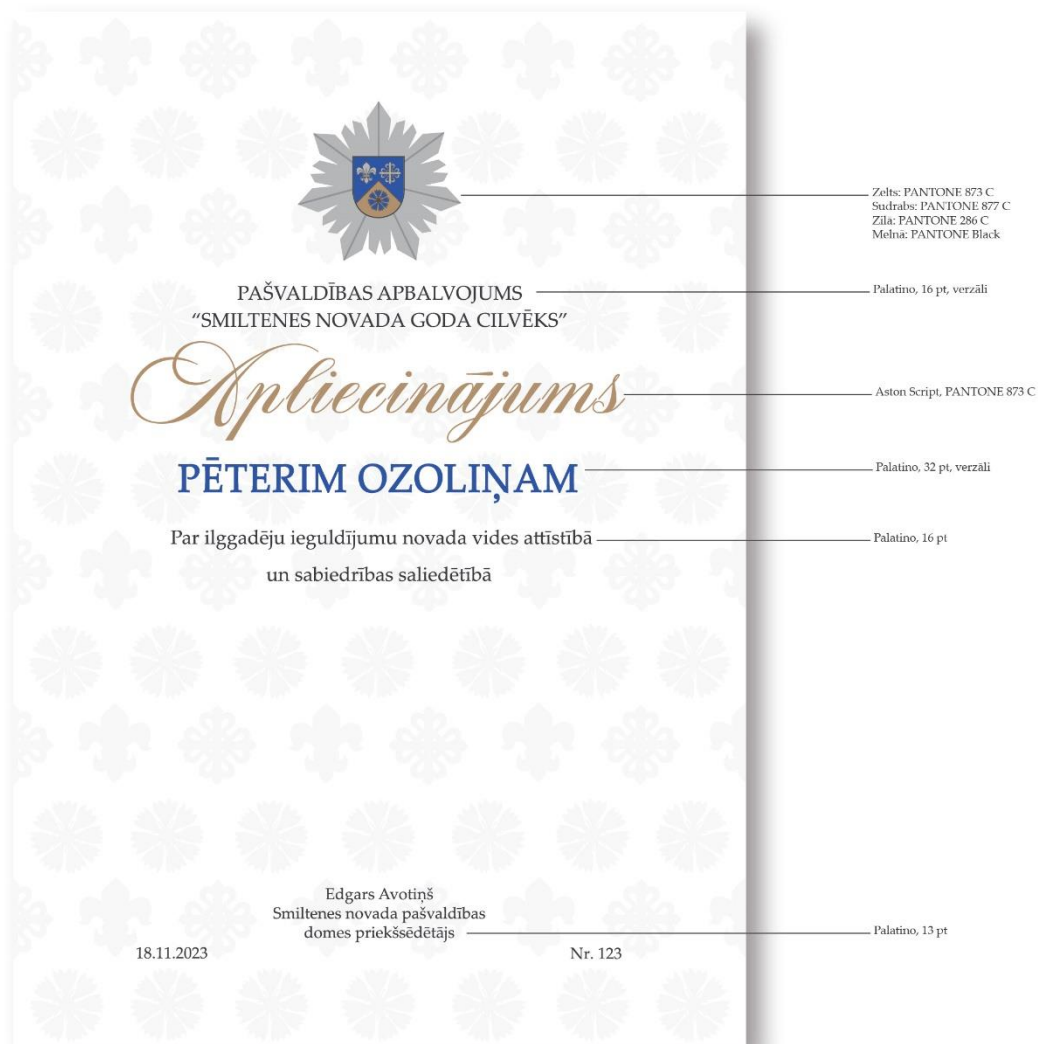 Zelts: PANTONE 873 C
Sudrabs: PANTONE 877 C
Zila: PANTONE 286 C
Melnā: PANTONE Black
PAŠVALDĪBAS APBALVOJUMS
Palatino, 16 pt, verzāli
“SMILTENES NOVADA GODA CILVĒKS”
Apliecinājums
Aston Script, PANTONE 873 C
PĒTERIM OZOLIŅAM
Palatino, 32 pt, verzāli
Par ilggadēju ieguldījumu novada vides attīstībā
Palatino, 16 pt
un sabiedrības saliedētībā
Edgars Avotiņš
Smiltenes novada pašvaldības
domes priekšsēdētājs
Palatino, 13 pt
18.11.2023
Nr. 123